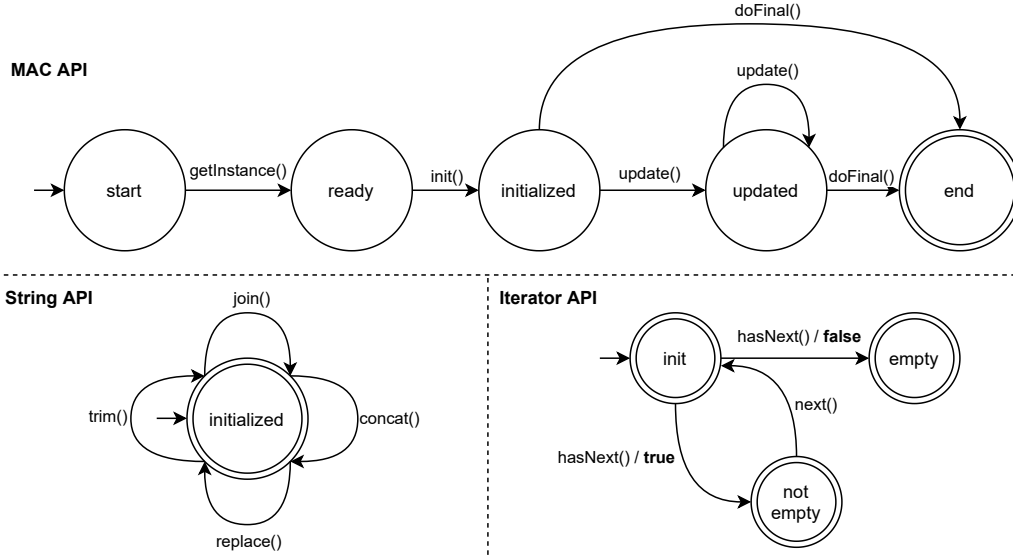 doFinal()
MAC API
update()
start
getInstance()
ready
init()
initialized
update()
updated
doFinal()
end
String API
join()
trim()
initialized
concat()
replace()
Iterator API
init
hasNext() / false
empty
next()
hasNext() / true
not
empty